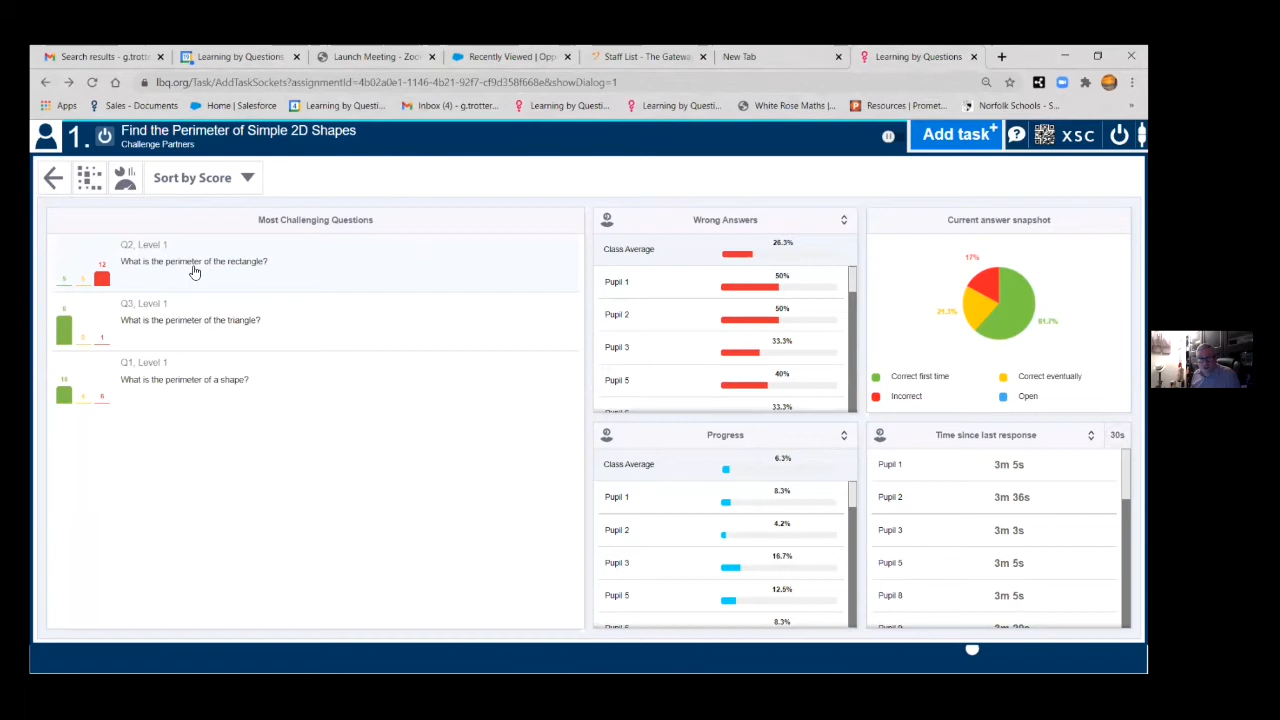 Search results - g.trotte
Learning by Questions
Launch Meeting - Zoo
Recently Viewed | Opp
Staff List - The Gatewa
New Tab
Learning by Questions
lbq.org/Task/AddTaskSockets?assignmentId=4b02a0e1-1146-4b21-92f7-cf9d358f668e&showDialog=1
Apps
Sales - Documents
Home | Salesforce
Learning by Questi...
Inbox (4) - g.trotter...
Learning by Questi...
Learning by Questi...
White Rose Maths |...
Resources | Promet...
Norfolk Schools - S...
1.
Find the Perimeter of Simple 2D Shapes
Challenge Partners
Add task+
XSC
Sort by Score
Most Challenging Questions
Q2, Level 1
What is the perimeter of the rectangle?
12
Q3, Level 1
What is the perimeter of the triangle?
1
Q1, Level 1
What is the perimeter of a shape?
6
Wrong Answers
Class Average
26.3%
Pupil 1
50%
Pupil 2
50%
Pupil 3
33.3%
Pupil 5
40%
33.3%
Current answer snapshot
17%
21.3%
61.7%
Correct first time
Correct eventually
Incorrect
Open
Progress
Class Average
6.3%
Pupil 1
8.3%
Pupil 2
4.2%
Pupil 3
16.7%
Pupil 5
12.5%
8.3%
Time since last response
30s
Pupil 1
3m 5s
Pupil 2
3m 36s
Pupil 3
3m 3s
Pupil 5
3m 5s
Pupil 8
3m 5s